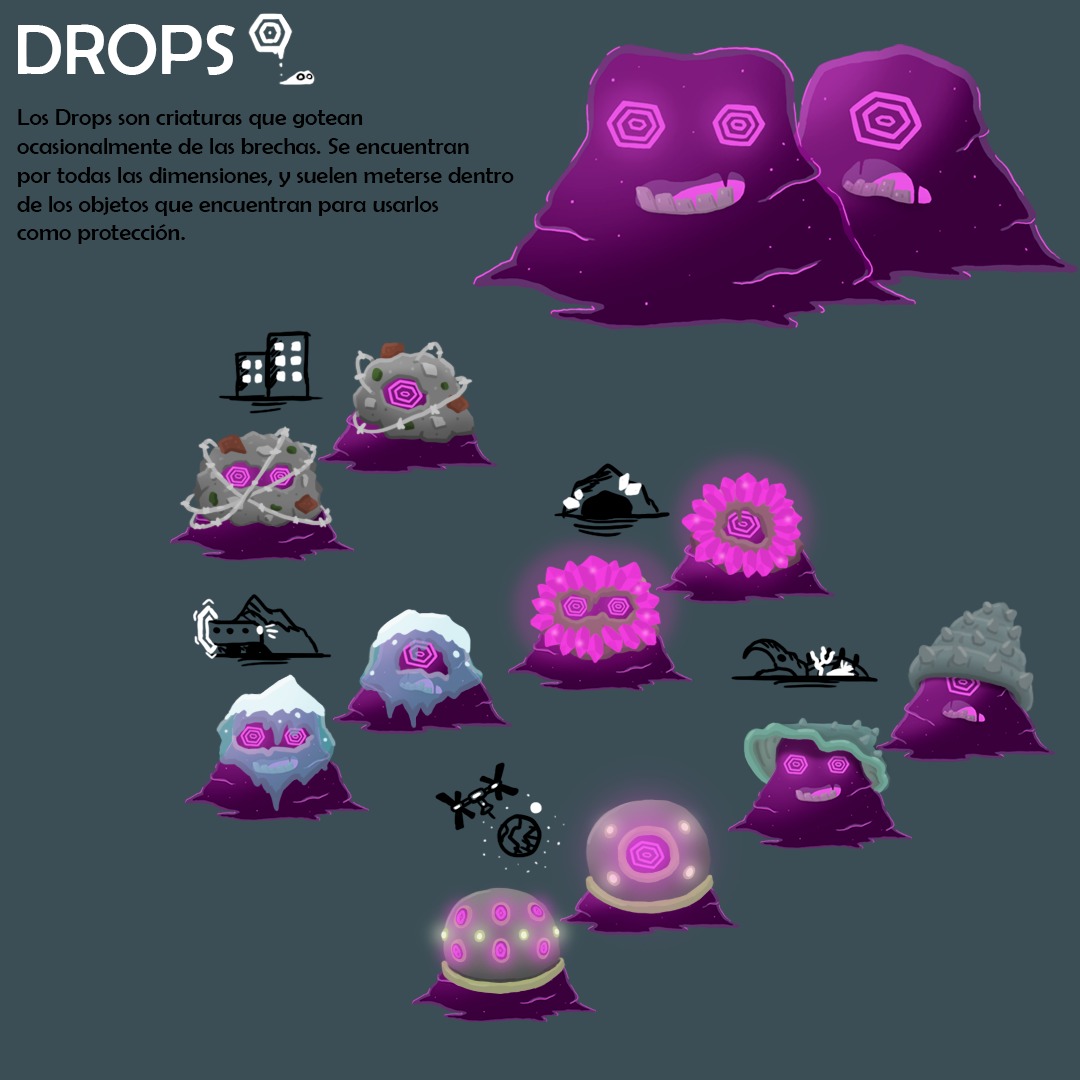 DROPS
Los Drops son criaturas que gotean
ocasionalmente de las brechas. Se encuentran
por todas las dimensiones, y suelen meterse dentro
de los objetos que encuentran para usarlos
como protección.